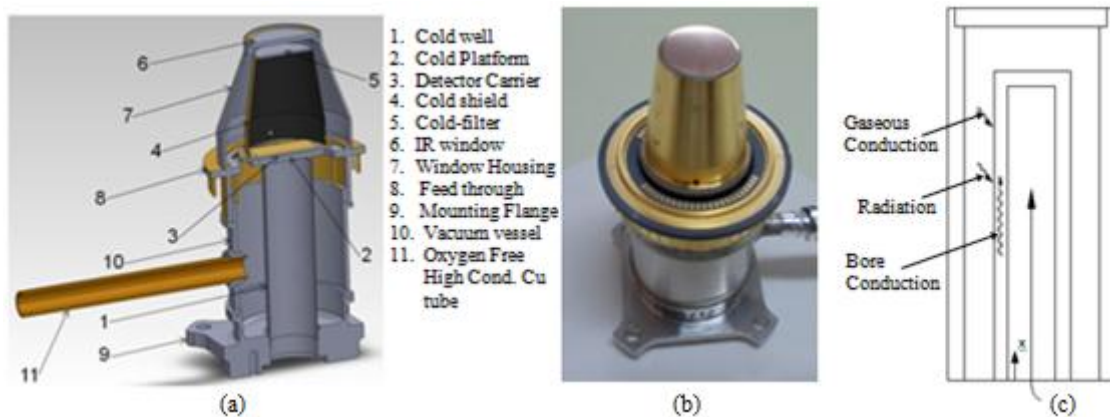 6
7
4
8
3
10
1
9
11
5
2
1. Cold well
2. Cold Platform
3. Detector Carrier
4. Cold shield
5. Cold-filter
6. IR window
7. Window Housing
8. Feed through
9. Mounting Flange
10. Vacuum vessel
11. Oxygen Free
High Cond. Cu
tube
Gaseous
Conduction
Radiation
Bore
Conduction
x
(a)
(b)
(c)